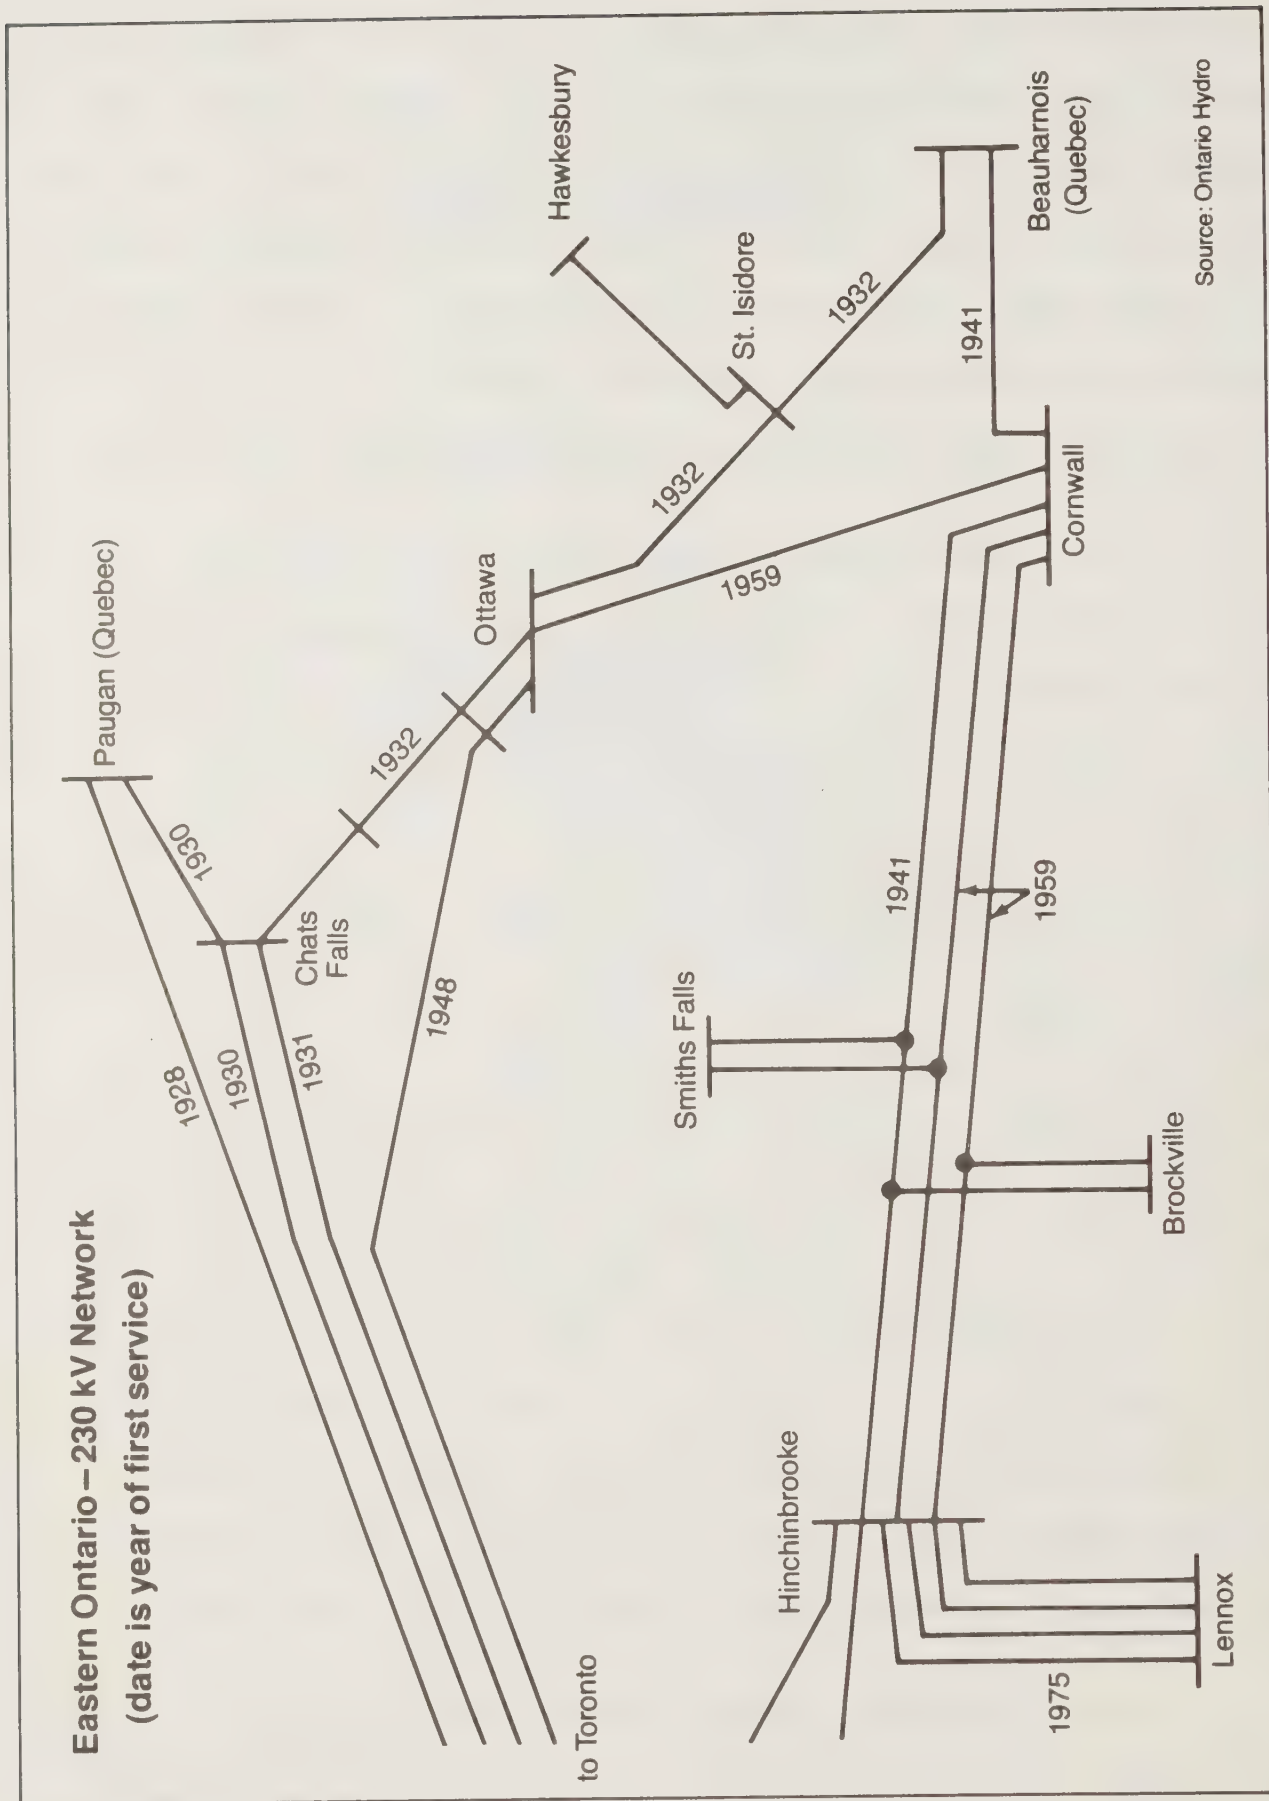 Eastern Ontario–230 kV Network
(date is year of first service)
Paugan (Quebec)
1928
1930
1930
1931
Chats
Falls
1932
1948
Ottawa
Hawkesbury
St. Isidore
1932
1932
1959
Beauharnois
(Quebec)
1941
Cornwall
1941
1959
Smiths Falls
Brockville
Hinchinbrooke
to Toronto
1975
Lennox
Source: Ontario Hydro